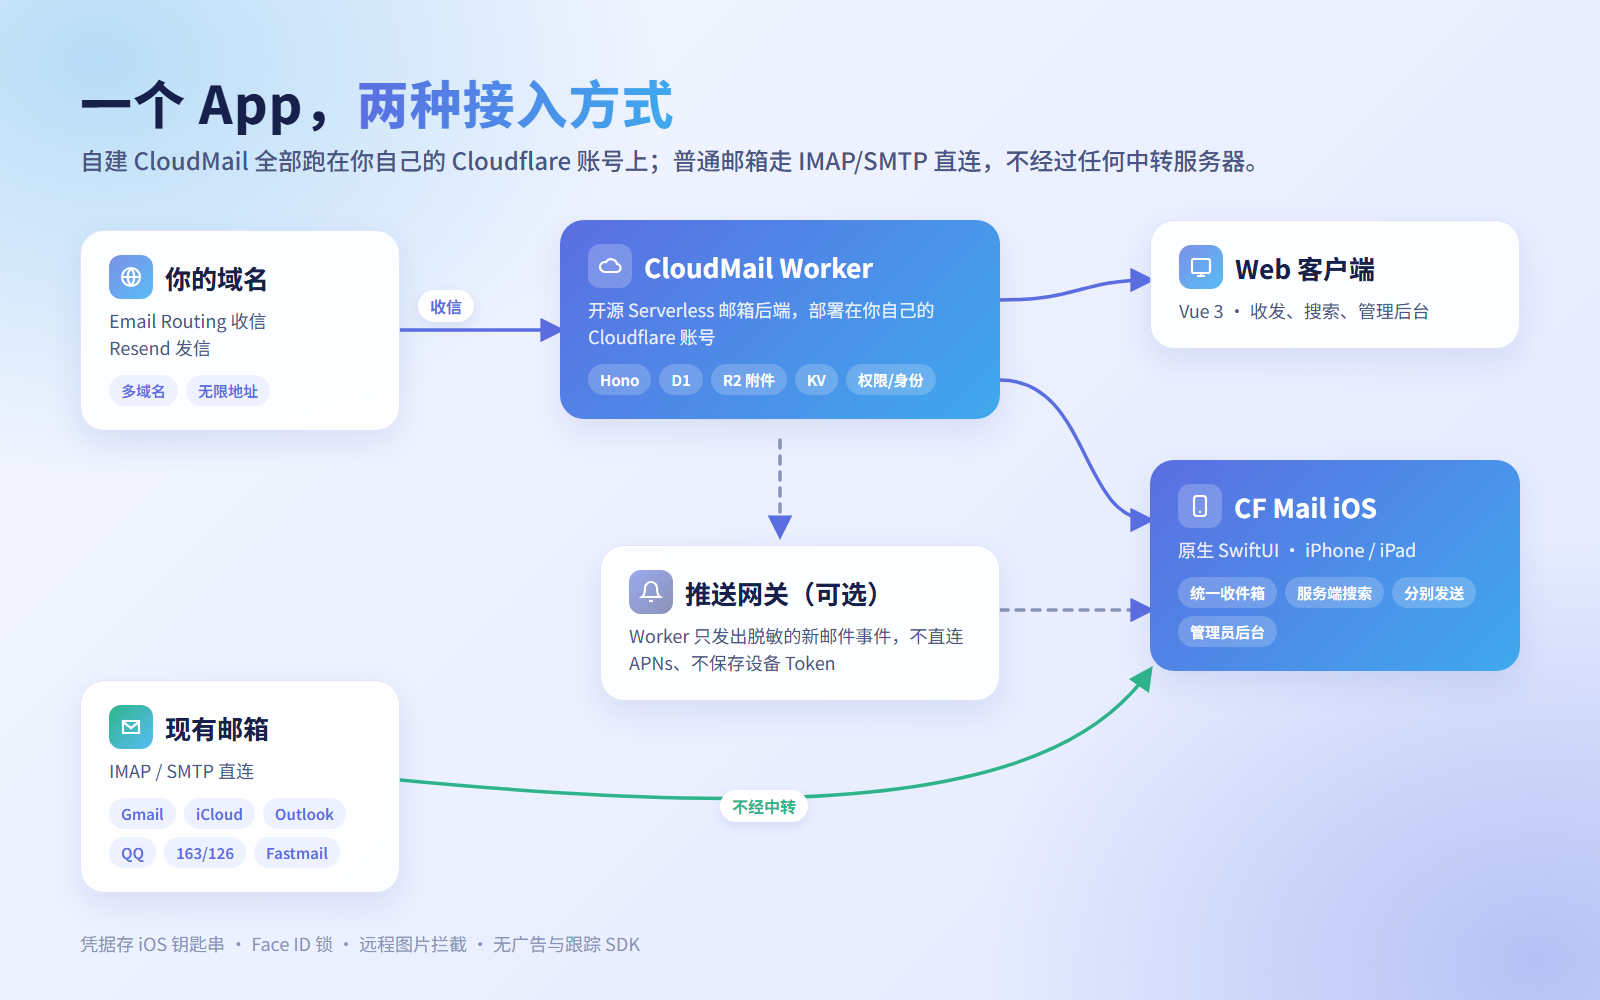 一个 App，两种接入方式
自建 CloudMail 全部跑在你自己的 Cloudflare 账号上；普通邮箱走 IMAP/SMTP 直连，不经过任何中转服务器。
你的域名
Email Routing 收信
Resend 发信
多域名 无限地址
收信
CloudMail Worker
开源 Serverless 邮箱后端，部署在你自己的
Cloudflare 账号
Hono D1 R2 附件 KV 权限/身份
Web 客户端
Vue 3 · 收发、搜索、管理后台
CF Mail iOS
原生 SwiftUI · iPhone / iPad
统一收件箱 服务端搜索 分别发送
管理员后台
推送网关（可选）
Worker 只发出脱敏的新邮件事件，不直连
APNs、不保存设备 Token
现有邮箱
IMAP / SMTP 直连
Gmail iCloud Outlook
QQ 163/126 Fastmail
不经中转
凭据存 iOS 钥匙串 · Face ID 锁 · 远程图片拦截 · 无广告与跟踪 SDK